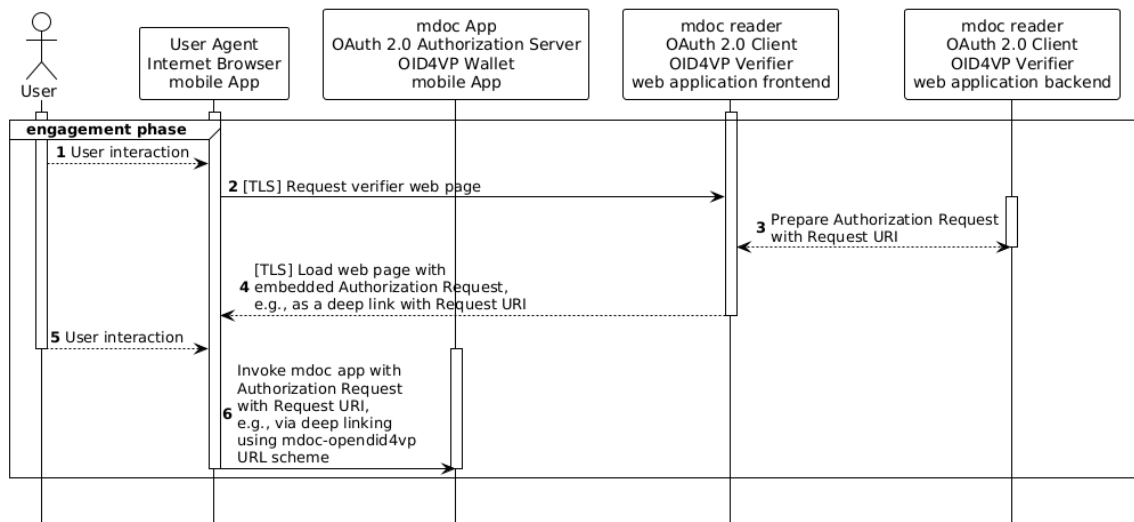 User
User Agent
Internet Browser
mobile App
mdoc App
OAuth 2.0 Authorization Server
OID4VP Wallet
mobile App
mdoc reader
OAuth 2.0 Client
OID4VP Verifier
web application frontend
mdoc reader
OAuth 2.0 Client
OID4VP Verifier
web application backend
engagement phase
1 User interaction
2 [TLS] Request verifier web page
3 Prepare Authorization Request
with Request URI
[TLS] Load web page with
4 embedded Authorization Request,
e.g., as a deep link with Request URI
5 User interaction
Invoke mdoc app with
Authorization Request
6 with Request URI,
e.g., via deep linking
using mdoc-opendid4vp
URL scheme